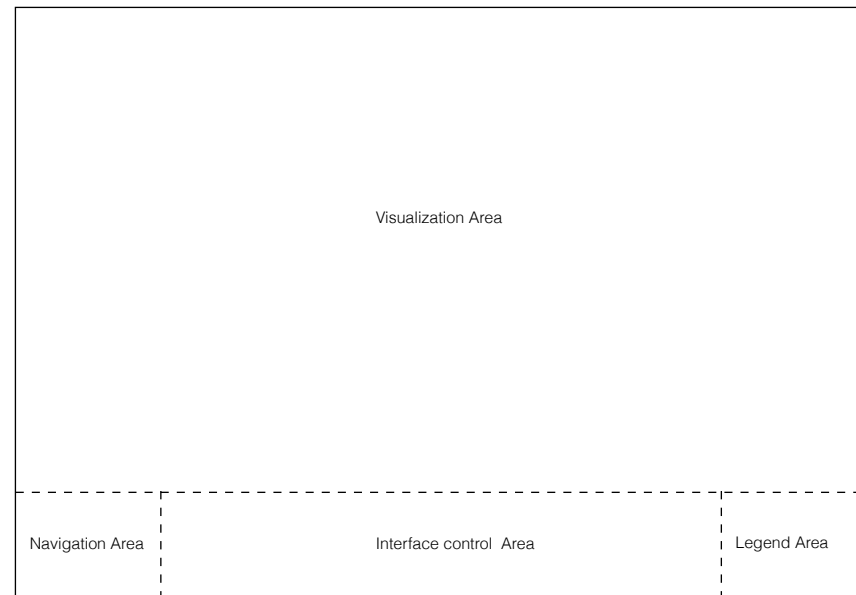 Visualization Area
Navigation Area
Interface control  Area
Legend Area